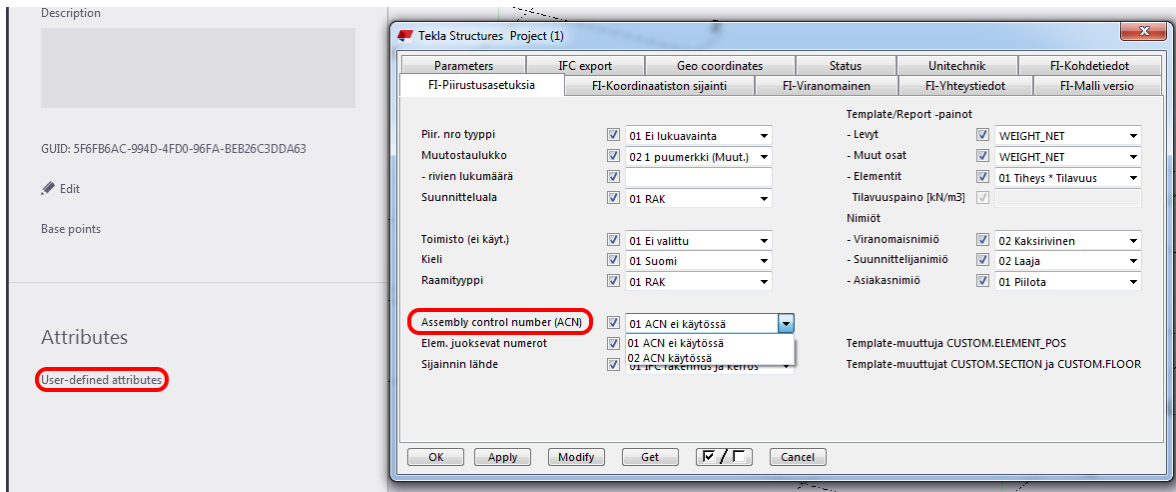 Description
GUID: 5F6FB6AC-994D-4FD0-96FA-BEB26C3DDA63
Edit
Base points
Attributes
User-defined attributes
Tekla Structures Project (1)
Parameters IFC export Geo coordinates Status Unitechnik FI-Kohdetiedot
FI-Piirustusasetuksia FI-Koordinaatiston sijainti FI-Viranomainen FI-Yhteystiedot FI-Malli versio
Template/Report -painot
Piir. nro tyyppi 01 Ei lukuavainta - Levyt WEIGHT_NET
Muutostaulukko 02 1 puumerkki (Muut.) - Muut osat WEIGHT_NET
- rivien lukumäärä - Elementit 01 Tiheys * Tilavuus
Suunnitteluala 01 RAK Tilavuuspaino [kN/m3]
Nimiöt
Toimisto (ei käyt.) 01 Ei valittu - Viranomaisnimiö 02 Kaksirivinen
Kieli 01 Suomi - Suunnittelijanimiö 02 Laaja
Raamityyppi 01 RAK - Asiakasnimiö 01 Piilota
Assembly control number (ACN) 01 ACN ei käytössä
Elem. juoksevat numerot 01 ACN ei käytössä Template-muuttuja CUSTOM.ELEMENT_POS
02 ACN käytössä
Sijainnin lähde 01 IFC rakennus ja kerros Template-muuttujat CUSTOM.SECTION ja CUSTOM.FLOOR
OK Apply Modify Get / Cancel